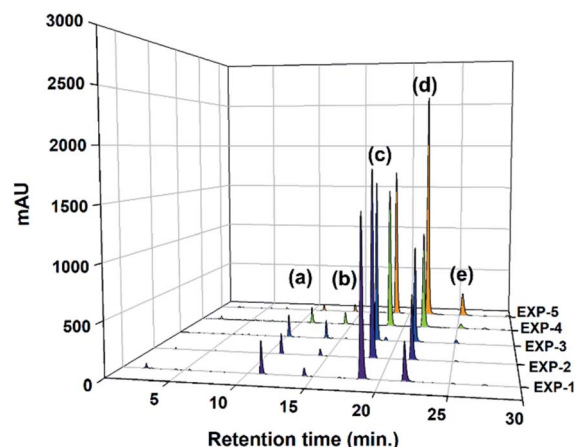 3000
2500
2000
1500
1000
500
0
mAU
(a)
(b)
(c)
(d)
(e)
EXP-5
EXP-4
EXP-3
EXP-2
EXP-1
5
10
15
20
25
30
Retention time (min.)